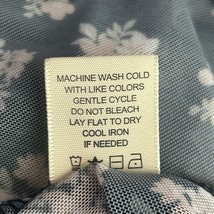 MACHINE WASH COLD
WITH LIKE COLORS
GENTLE CYCLE
DO NOT BLEACH
LAY FLAT TO DRY
COOL IRON
IF NEEDED